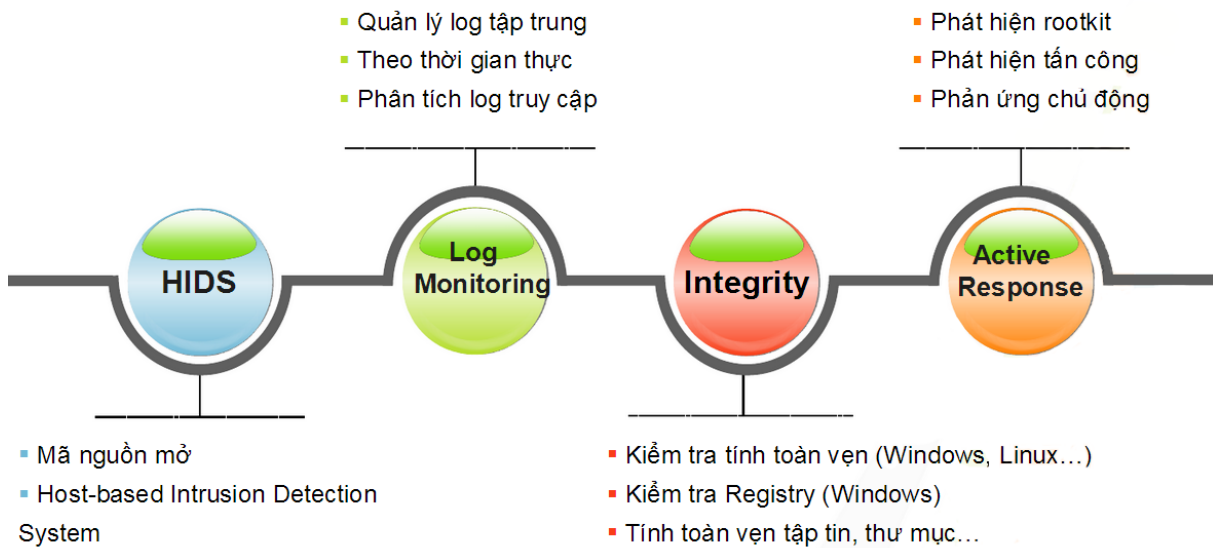 ▪ Quản lý log tập trung
▪ Theo thời gian thực
▪ Phân tích log truy cập
▪ Phát hiện rootkit
▪ Phát hiện tấn công
▪ Phản ứng chủ động
HIDS
Log
Monitoring
Integrity
Active
Response
▪ Mã nguồn mở
▪ Host-based Intrusion Detection
System
▪ Kiểm tra tính toàn vẹn (Windows, Linux…)
▪ Kiểm tra Registry (Windows)
▪ Tính toàn vẹn tập tin, thư mục…